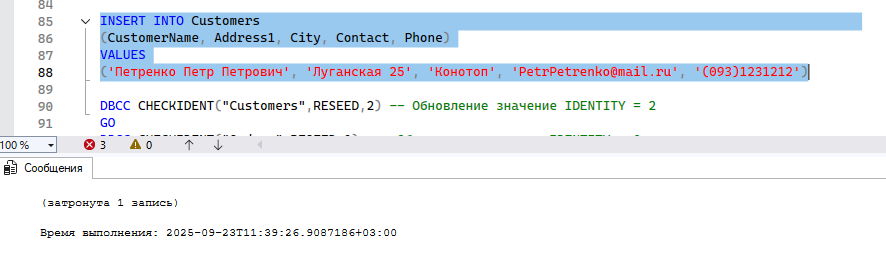 84
85 INSERT INTO Customers
86 (CustomerName, Address1, City, Contact, Phone)
87 VALUES
88 ('Петренко Петр Петрович', 'Луганская 25', 'Конотоп', 'PetrPetrenko@mail.ru', '(093)1231212')
89
90 DBCC CHECKIDENT("Customers",RESEED,2) -- Обновление значение IDENTITY = 2
91 GO
100 % 3 0
Сообщения
(затронута 1 запись)
Время выполнения: 2025-09-23T11:39:26.9087186+03:00